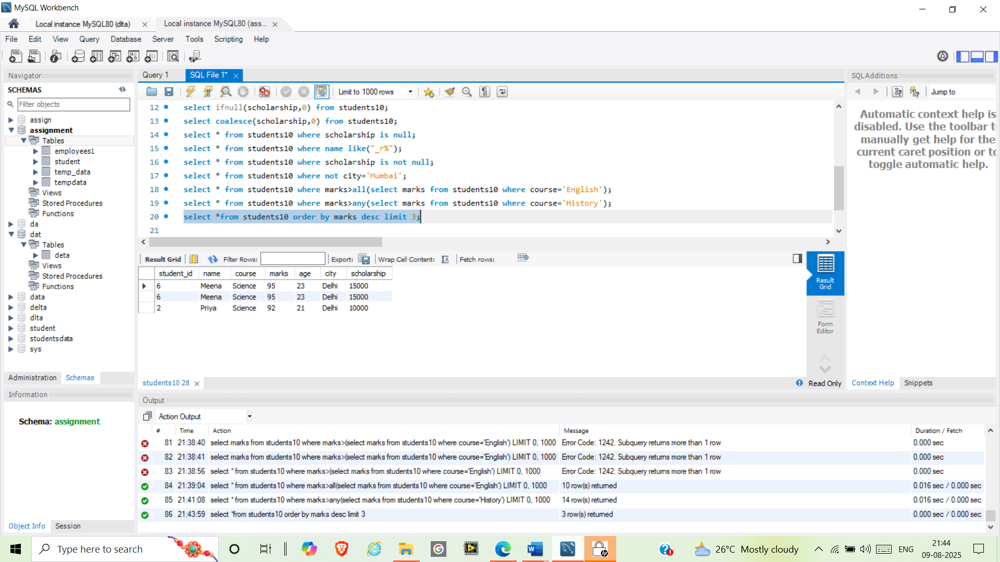 MySQL Workbench
Local instance MySQL80 (dlta)
Local instance MySQL80 (ass...
File Edit View Query Database Server Tools Scripting Help
Navigator
SCHEMAS
Filter objects
assign
assignment
Tables
employees1
student
temp_data
tempdata
Views
Stored Procedures
Functions
da
dat
Tables
deta
Views
Stored Procedures
Functions
data
delta
dlta
student
studentsdata
sys
Administration Schemas
Information
Schema: assignment
Object Info Session
Query 1 SQL File 1*
Limit to 1000 rows
12 select ifnull(scholarship,0) from students10;
13 select coalesce(scholarship,0) from students10;
14 select * from students10 where scholarship is null;
15 select * from students10 where name like("_r%");
16 select * from students10 where scholarship is not null;
17 select * from students10 where not city='Mumbai';
18 select * from students10 where marks>all(select marks from students10 where course='English');
19 select * from students10 where marks>any(select marks from students10 where course='History');
20 select *from students10 order by marks desc limit 3;
21
Result Grid Filter Rows: Export: Wrap Cell Content: Fetch rows:
student_id name course marks age city scholarship
6 Meena Science 95 23 Delhi 15000
6 Meena Science 95 23 Delhi 15000
2 Priya Science 92 21 Delhi 10000
Result Grid
Form Editor
students10 28
Read Only
SQLAdditions
Jump to
Automatic context help is
disabled. Use the toolbar t
manually get help for the
current caret position or to
toggle automatic help.
Context Help Snippets
Output
Action Output
# Time Action Message Duration / Fetch
81 21:38:40 select marks from students10 where marks>(select marks from students10 where course='English') LIMIT 0, 1000 Error Code: 1242. Subquery returns more than 1 row 0.000 sec
82 21:38:41 select marks from students10 where marks>(select marks from students10 where course='English') LIMIT 0, 1000 Error Code: 1242. Subquery returns more than 1 row 0.000 sec
83 21:38:56 select * from students10 where marks>(select marks from students10 where course='English') LIMIT 0, 1000 Error Code: 1242. Subquery returns more than 1 row 0.000 sec
84 21:39:04 select * from students10 where marks>all(select marks from students10 where course='English') LIMIT 0, 1000 10 row(s) returned 0.016 sec / 0.000 sec
85 21:41:08 select * from students10 where marks>any(select marks from students10 where course='History') LIMIT 0, 1000 14 row(s) returned 0.016 sec / 0.000 sec
86 21:43:59 select *from students10 order by marks desc limit 3 3 row(s) returned 0.000 sec / 0.000 sec
Type here to search
26°C Mostly cloudy
ENG
21:44
09-08-2025